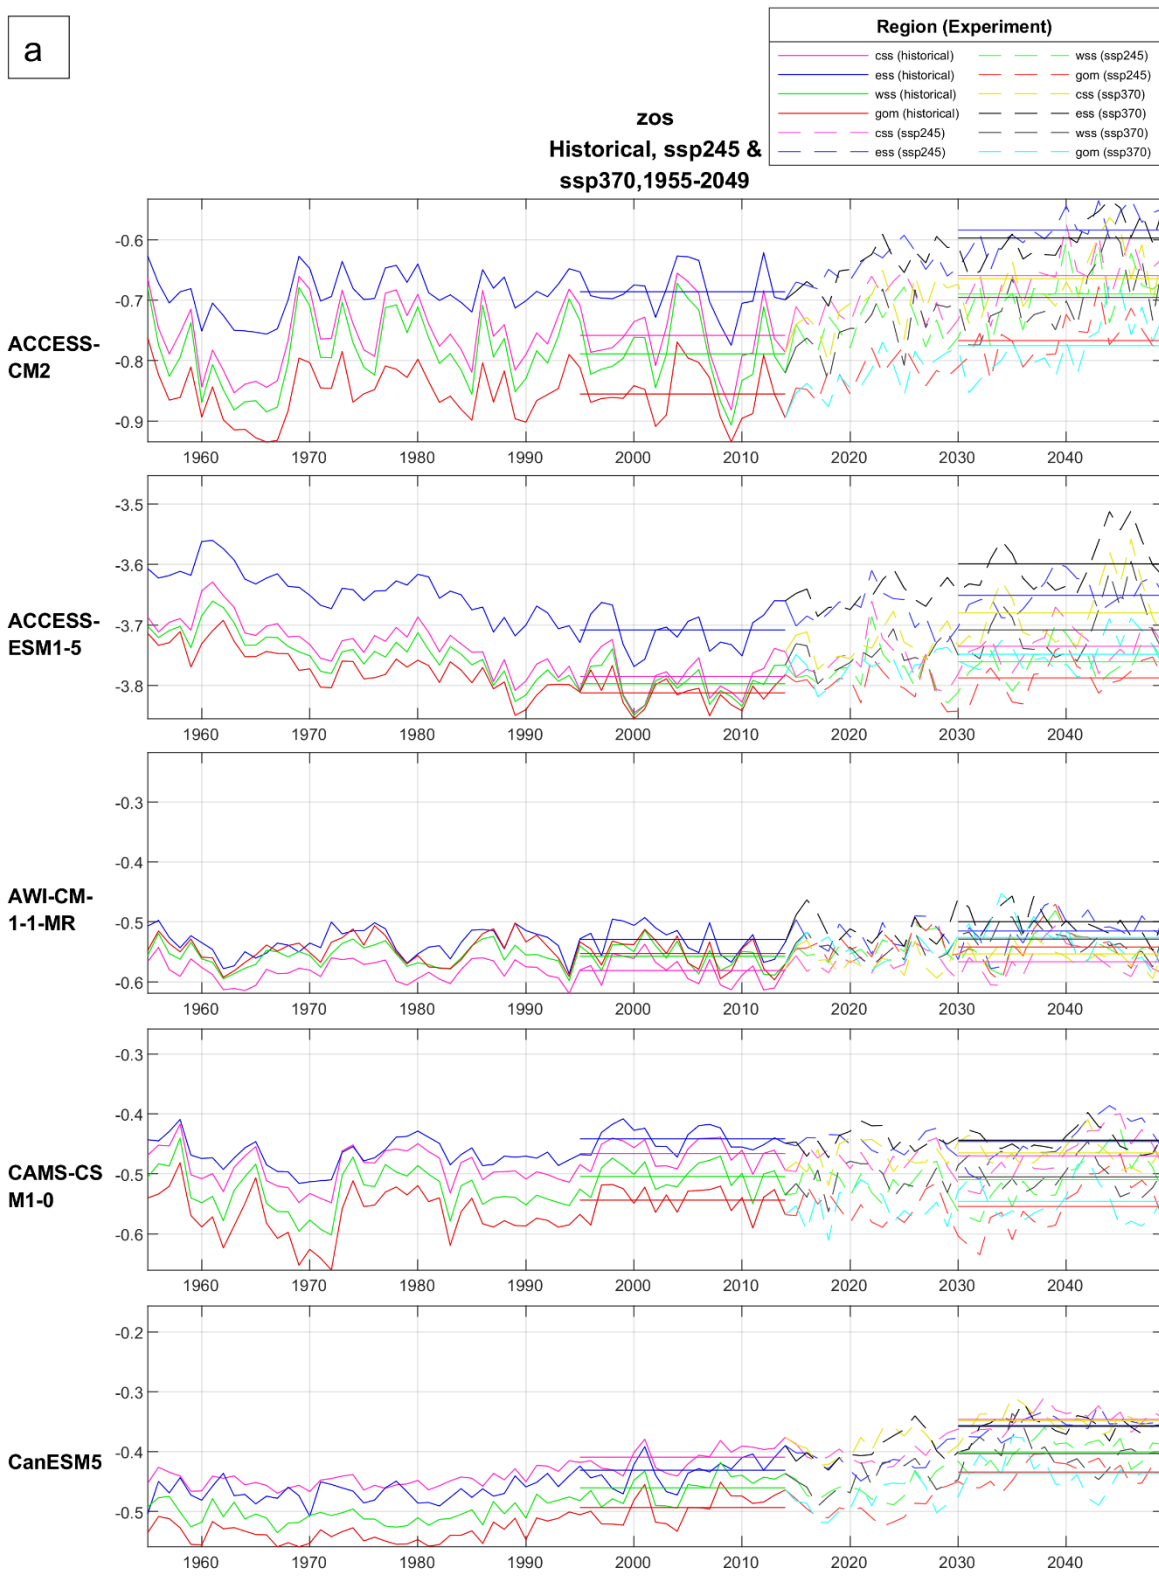 a
Region (Experiment)
css (historical)
ess (historical)
wss (historical)
gom (historical)
css (ssp245)
ess (ssp245)
wss (ssp245)
gom (ssp245)
css (ssp370)
ess (ssp370)
wss (ssp370)
gom (ssp370)
zos
Historical, ssp245 &
ssp370,1955-2049
ACCESS-
CM2
-0.6
-0.7
-0.8
-0.9
1960 1970 1980 1990 2000 2010 2020 2030 2040
ACCESS-
ESM1-5
-3.5
-3.6
-3.7
-3.8
1960 1970 1980 1990 2000 2010 2020 2030 2040
AWI-CM-
1-1-MR
-0.3
-0.4
-0.5
-0.6
1960 1970 1980 1990 2000 2010 2020 2030 2040
CAMS-CS
M1-0
-0.3
-0.4
-0.5
-0.6
1960 1970 1980 1990 2000 2010 2020 2030 2040
CanESM5
-0.2
-0.3
-0.4
-0.5
1960 1970 1980 1990 2000 2010 2020 2030 2040